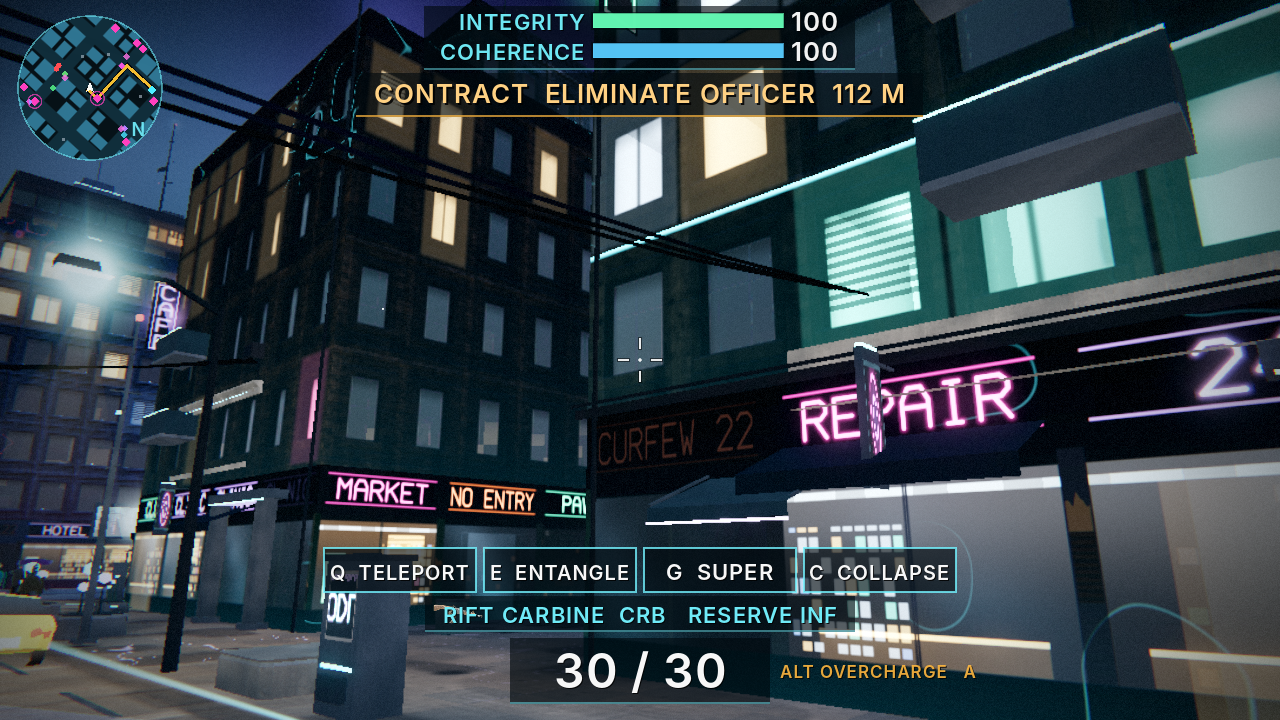 INTEGRITY 100
COHERENCE 100
CONTRACT ELIMINATE OFFICER 112 M
N
REPAIR
CURFEW 22
MARKET
NO ENTRY
HOTEL
Q TELEPORT
E ENTANGLE
G SUPER
C COLLAPSE
RIFT CARBINE CRB RESERVE INF
30 / 30
ALT OVERCHARGE A